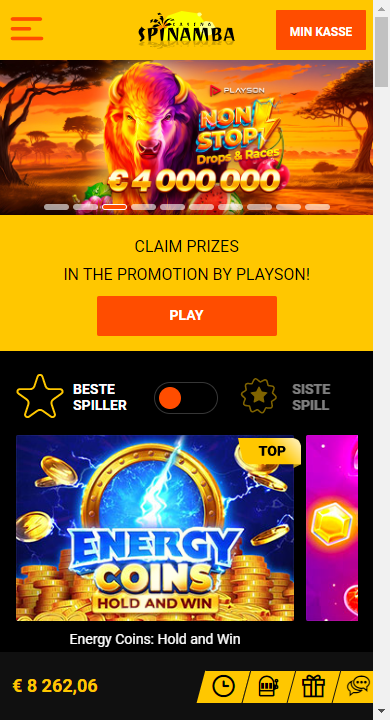 CASINO
SPINAMBA
MIN KASSE
PLAYSON
NON
STOP
Drops & Races
€4 000 000
CLAIM PRIZES
IN THE PROMOTION BY PLAYSON!
PLAY
BESTE
SPILLER
SISTE
SPILL
TOP
ENERGY
COINS
HOLD AND WIN
Energy Coins: Hold and Win
€ 8 262,06